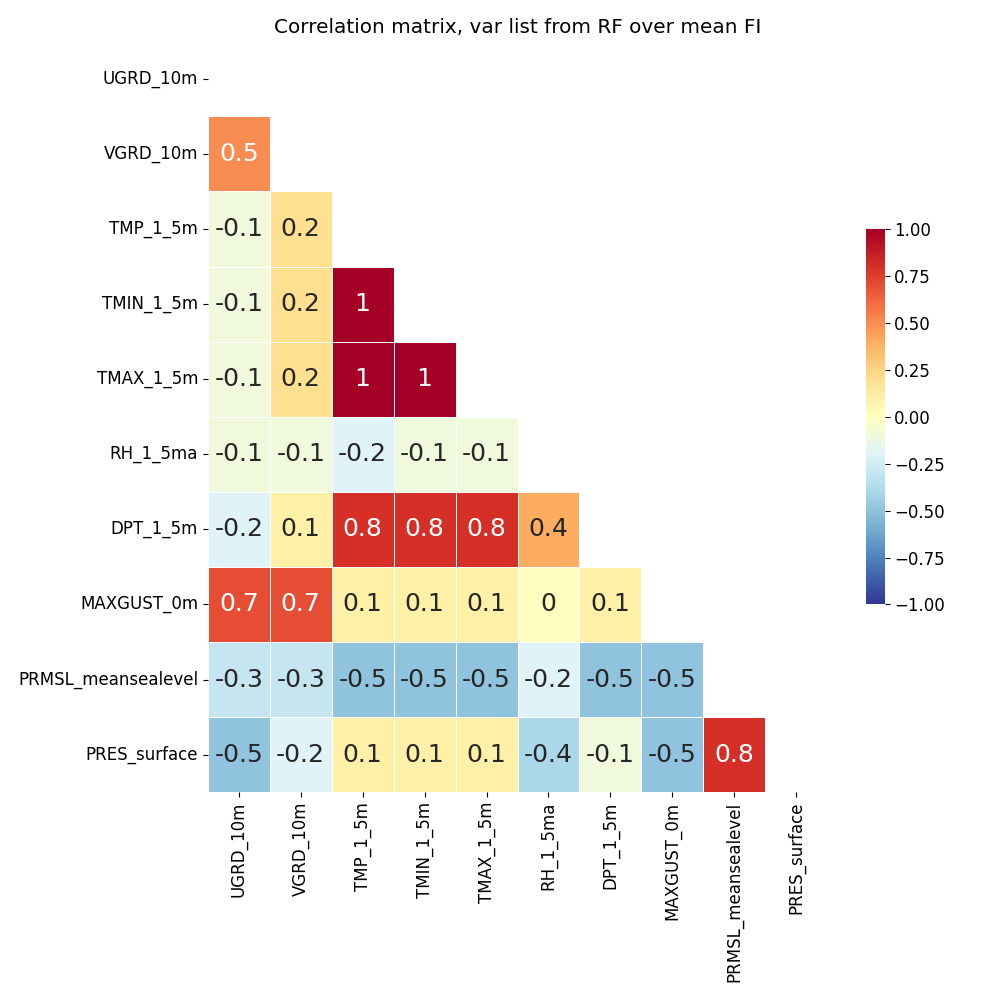 Correlation matrix, var list from RF over mean FI
UGRD_10m
VGRD_10m 0.5
TMP_1_5m -0.1 0.2
TMIN_1_5m -0.1 0.2 1
TMAX_1_5m -0.1 0.2 1 1
RH_1_5ma -0.1 -0.1 -0.2 -0.1 -0.1
DPT_1_5m -0.2 0.1 0.8 0.8 0.8 0.4
MAXGUST_0m 0.7 0.7 0.1 0.1 0.1 0 0.1
PRMSL_meansealevel -0.3 -0.3 -0.5 -0.5 -0.5 -0.2 -0.5 -0.5
PRES_surface -0.5 -0.2 0.1 0.1 0.1 -0.4 -0.1 -0.5 0.8
UGRD_10m
VGRD_10m
TMP_1_5m
TMIN_1_5m
TMAX_1_5m
RH_1_5ma
DPT_1_5m
MAXGUST_0m
PRMSL_meansealevel
PRES_surface
1.00
0.75
0.50
0.25
0.00
−0.25
−0.50
−0.75
−1.00